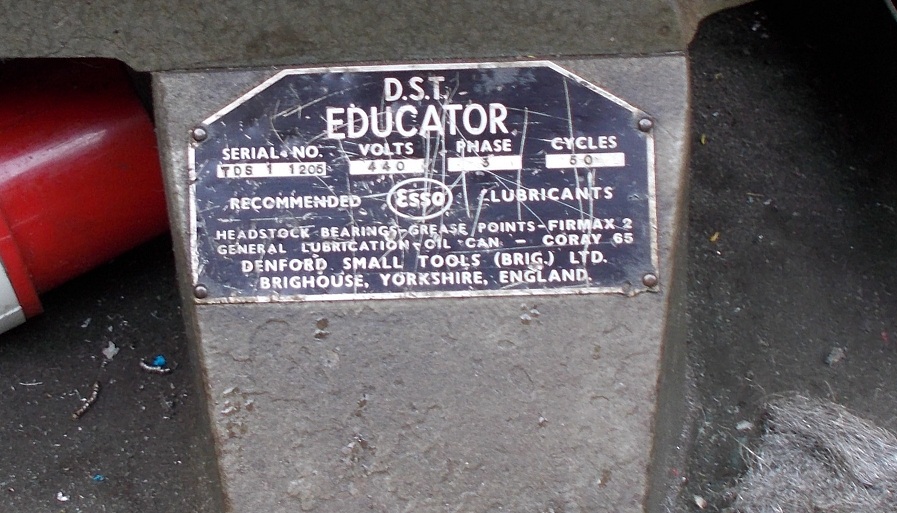 D.S.T.
EDUCATOR
SERIAL NO. VOLTS PHASE CYCLES
TDS 1 1205 440 3 50
RECOMMENDED Esso LUBRICANTS
HEADSTOCK BEARINGS-GREASE POINTS-FIRMAX 2
GENERAL LUBRICATION-OIL CAN - CORAY 65
DENFORD SMALL TOOLS (BRIG.) LTD.
BRIGHOUSE, YORKSHIRE, ENGLAND.